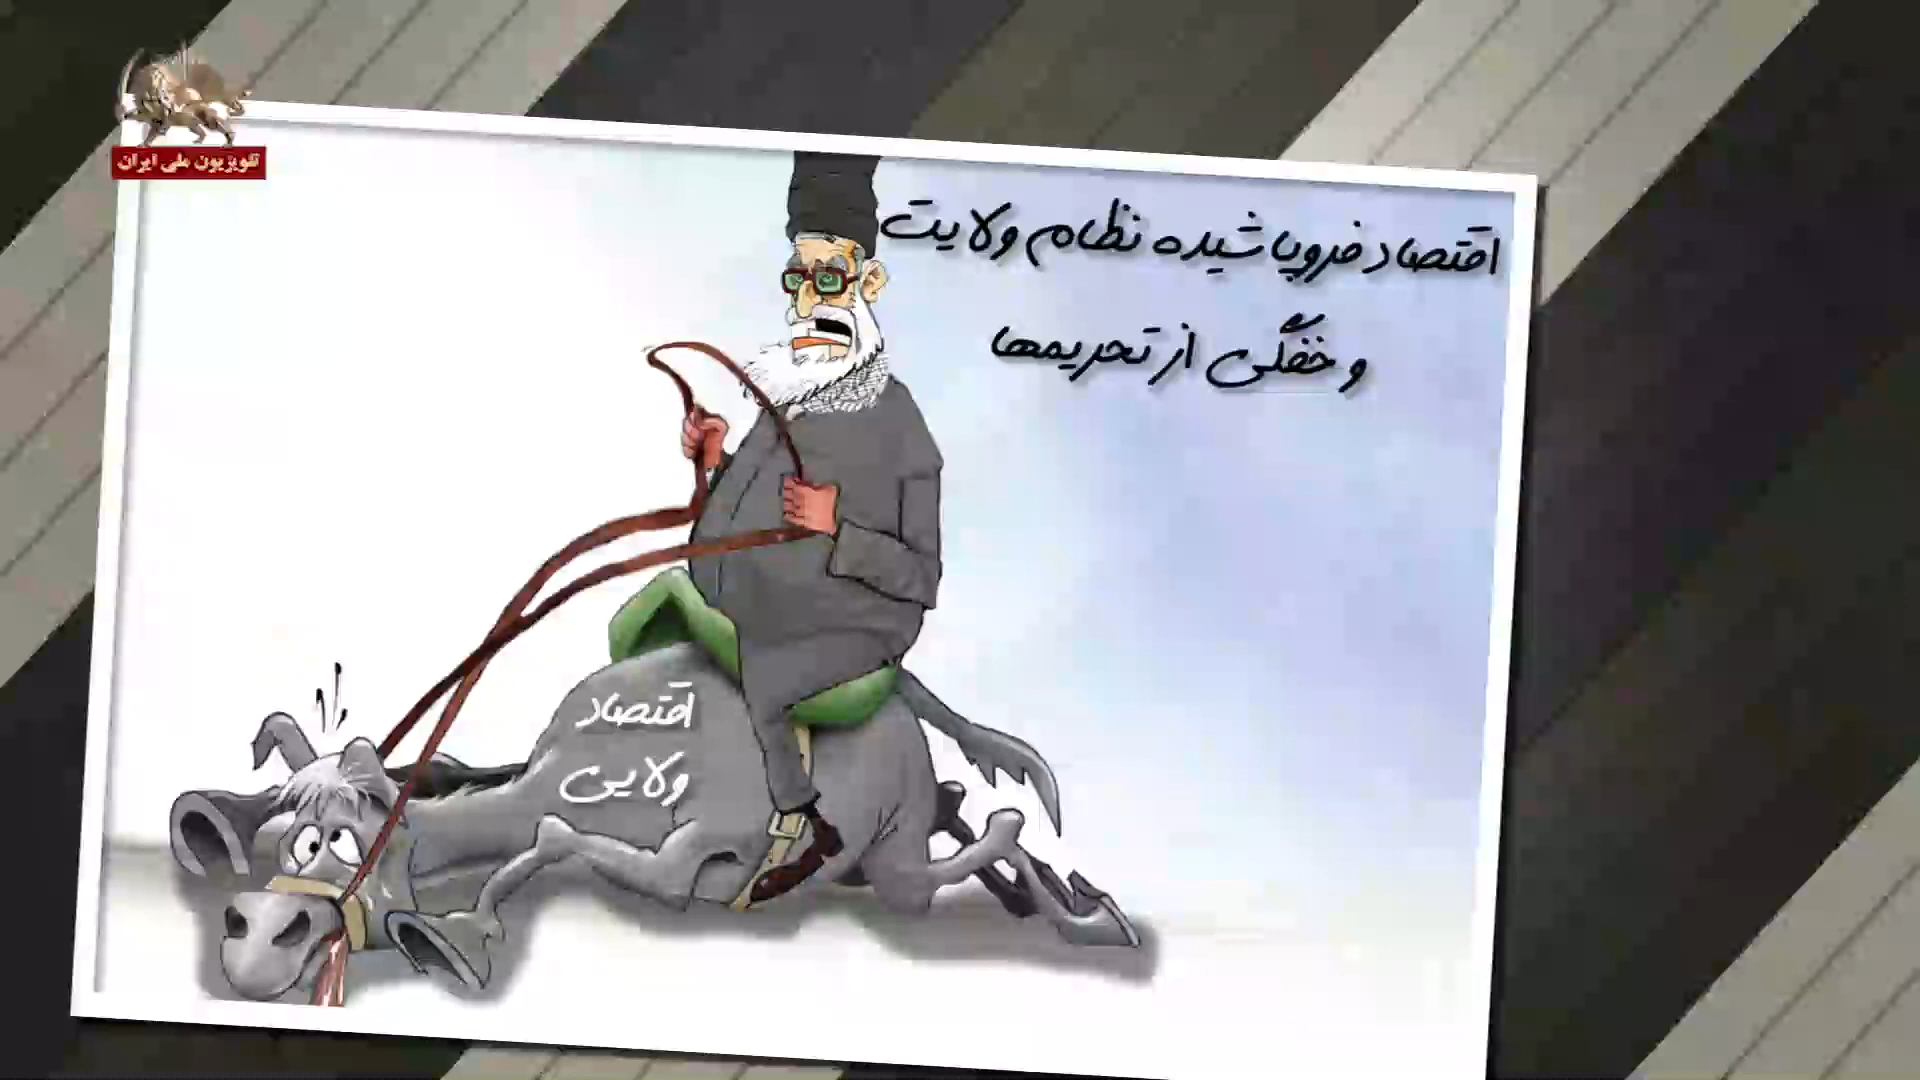 تلویزیون ملی ایران
اقتصاد فروپاشیده نظام ولایت
و خفگی از تحریمها
اقتصاد
ولایی